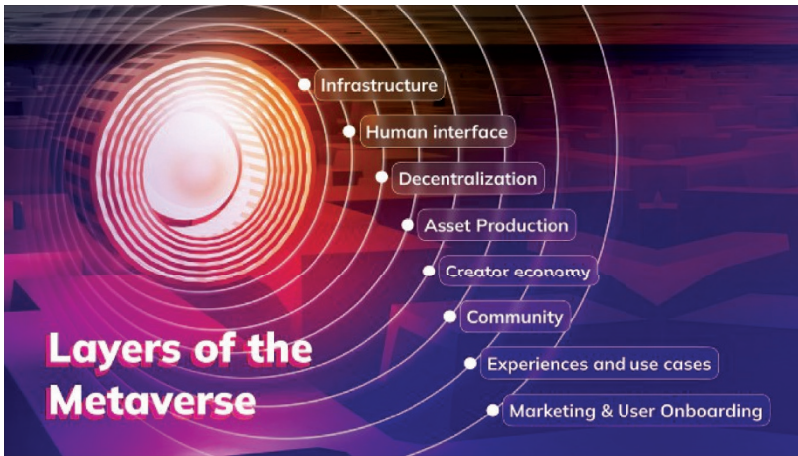 Infrastructure
Human interface
Decentralization
Asset Production
Creator economy
Community
Experiences and use cases
Marketing & User Onboarding
Layers of the
Metaverse